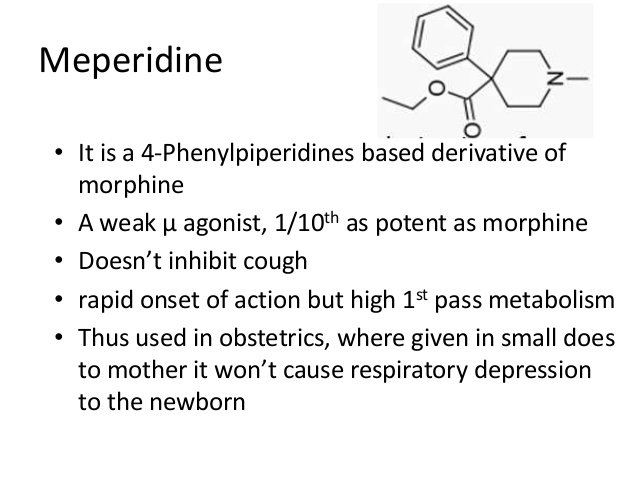 Meperidine
N
O
O
• It is a 4-Phenylpiperidines based derivative of
morphine
• A weak µ agonist, 1/10th as potent as morphine
• Doesn't inhibit cough
• rapid onset of action but high 1st pass metabolism
• Thus used in obstetrics, where given in small does
to mother it won't cause respiratory depression
to the newborn